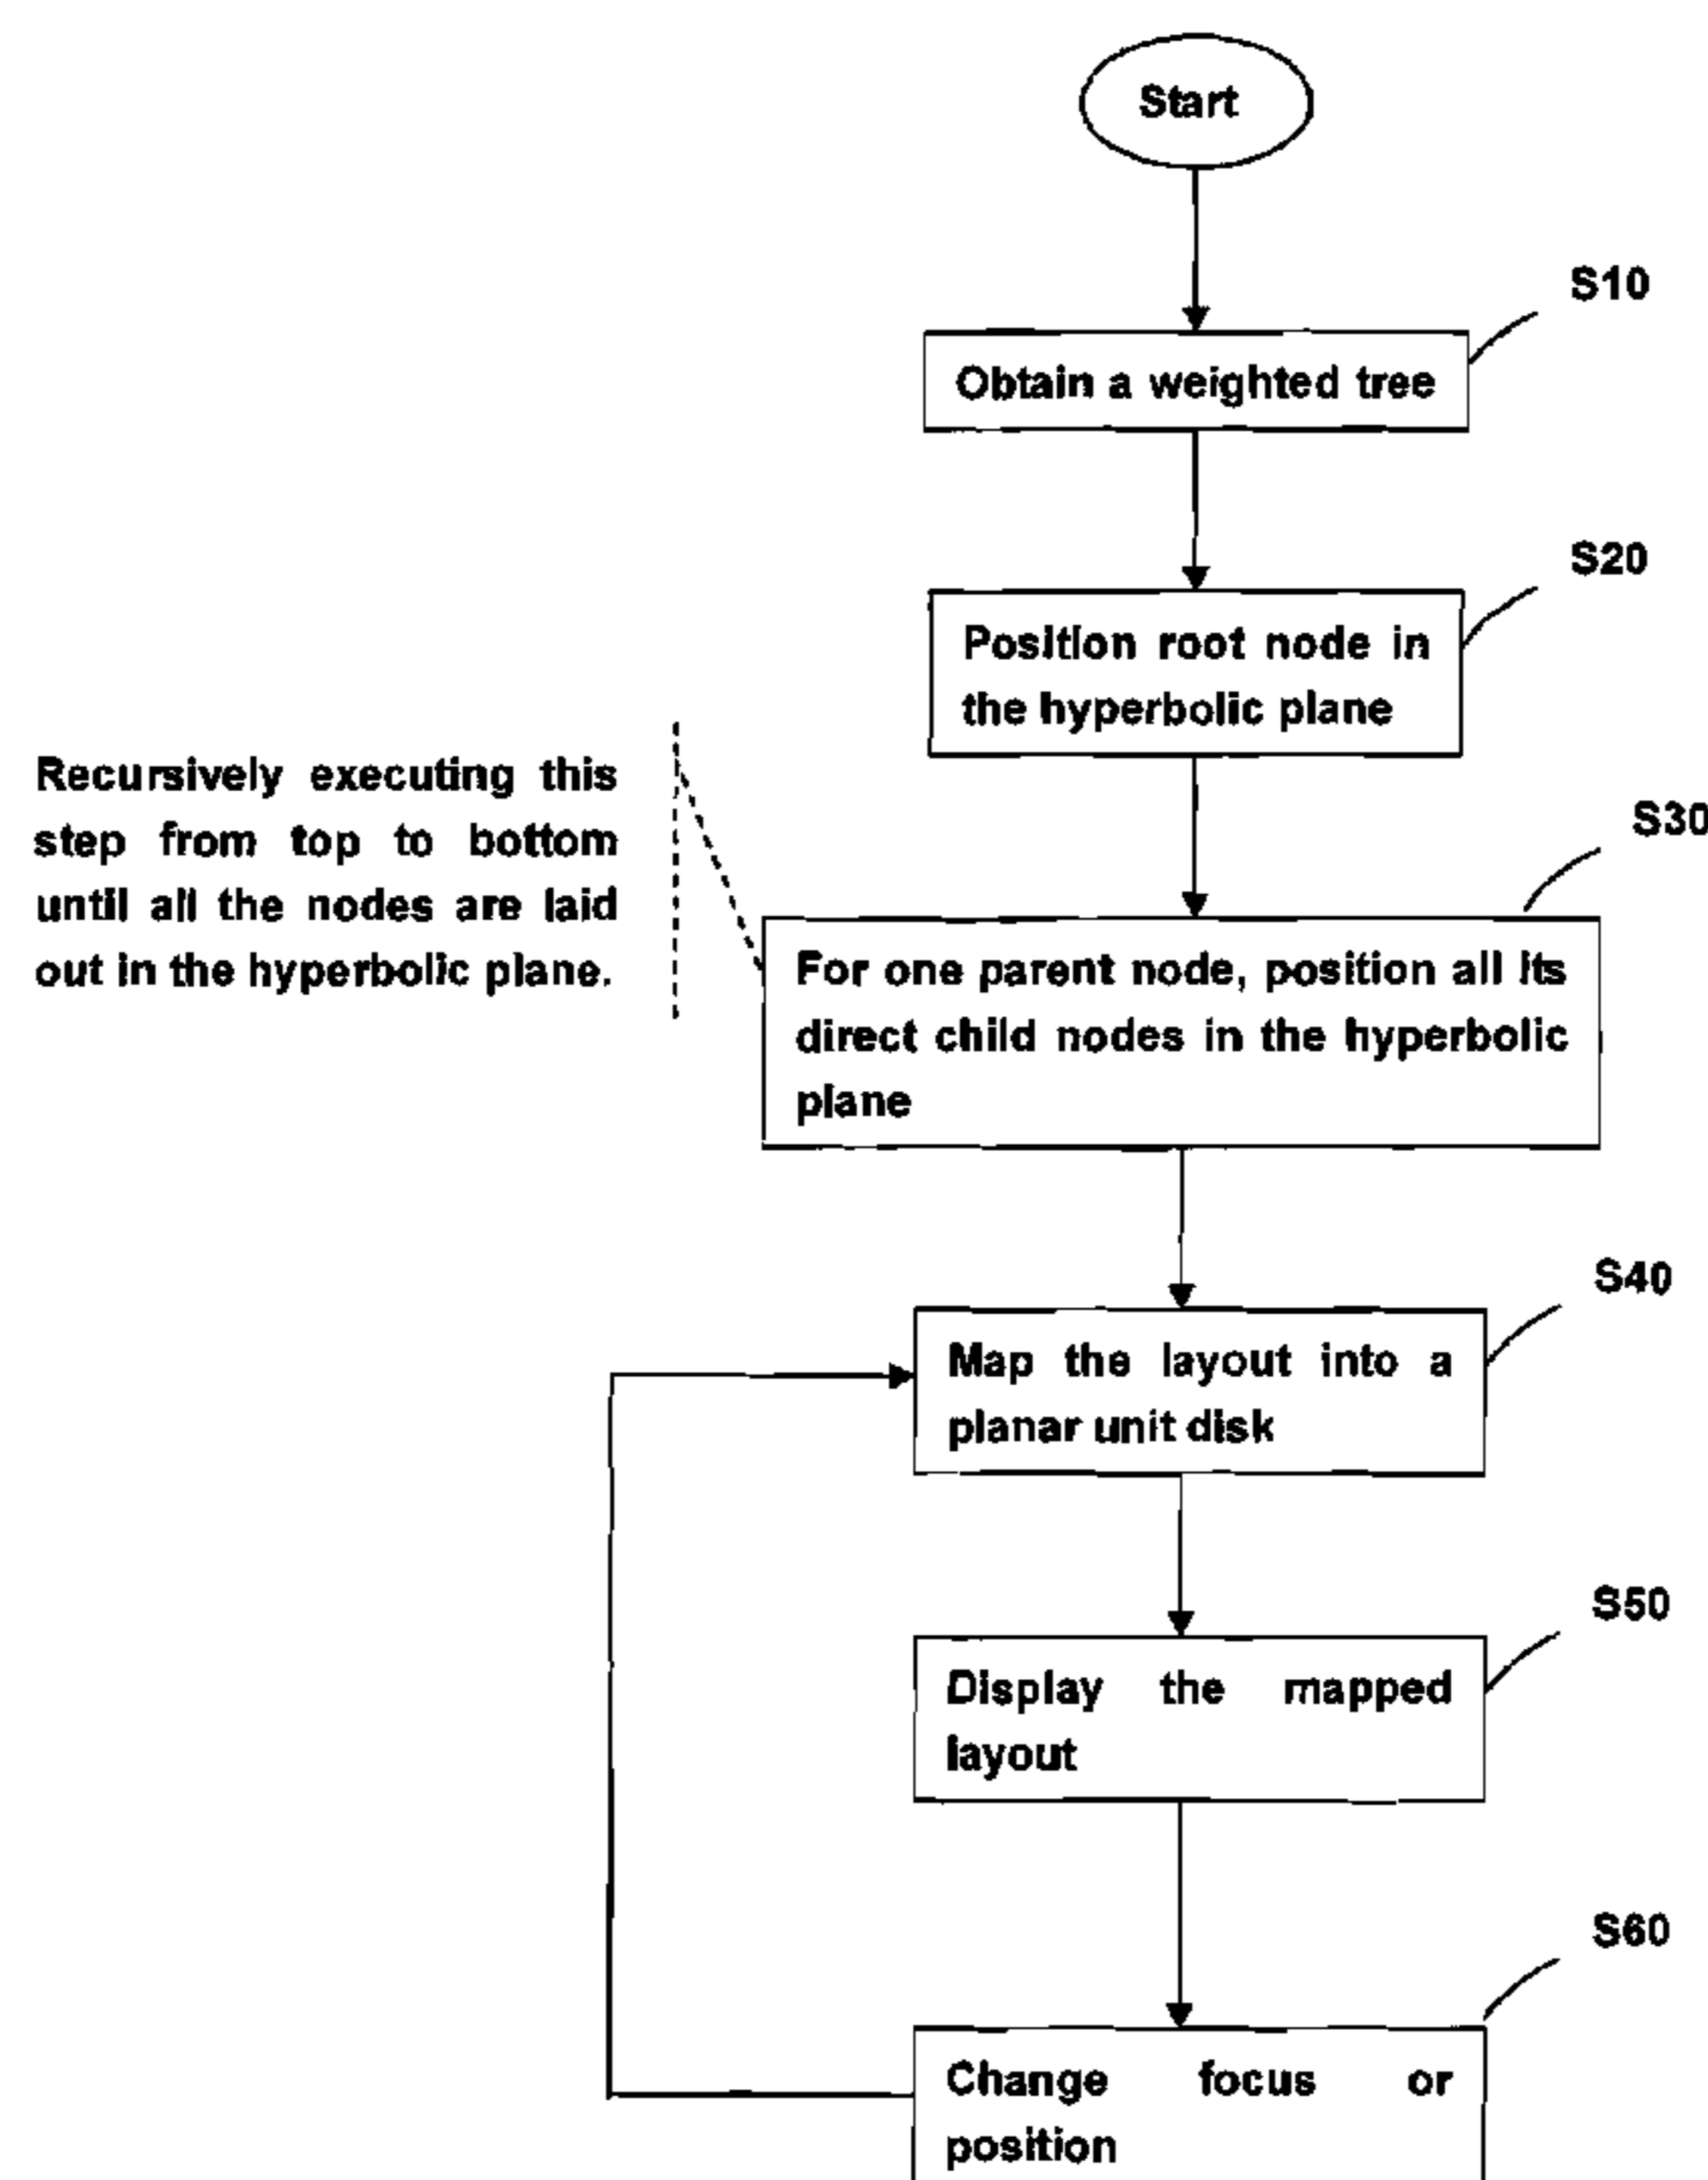 Start
S10
Obtain a weighted tree
S20
Position root node in
the hyperbolic plane
Recursively executing this
step from top to bottom
until all the nodes are laid
out in the hyperbolic plane.
S30
For one parent node, position all its
direct child nodes in the hyperbolic
plane
S40
Map the layout into a
planar unit disk
S50
Display the mapped
layout
S60
Change focus or
position